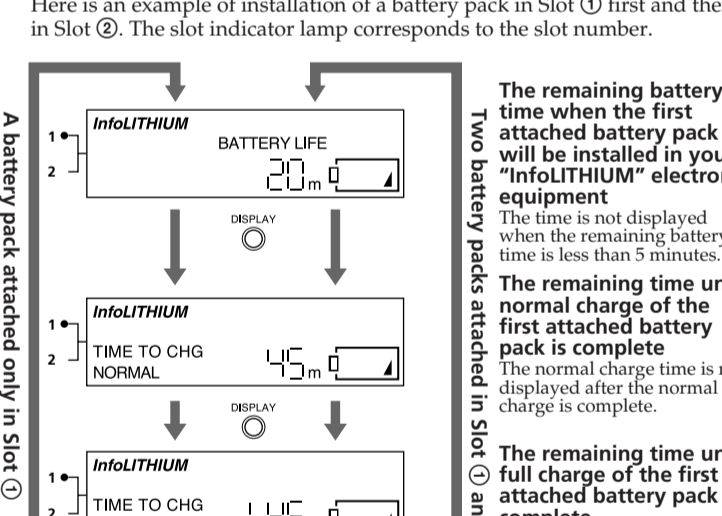 Here is an example of installation of a battery pack in Slot ① first and the
in Slot ②. The slot indicator lamp corresponds to the slot number.
A battery pack attached only in Slot ①
InfoLITHIUM
1
2
BATTERY LIFE
20 m
DISPLAY
InfoLITHIUM
1
2
TIME TO CHG
NORMAL
45 m
DISPLAY
InfoLITHIUM
1
2
TIME TO CHG
Two battery packs attached in Slot ① an
The remaining battery
time when the first
attached battery pack
will be installed in you
"InfoLITHIUM" electro
equipment
The time is not displayed
when the remaining battery
time is less than 5 minutes.
The remaining time un
normal charge of the
first attached battery
pack is complete
The normal charge time is
displayed after the normal
charge is complete.
The remaining time un
full charge of the first
attached battery pack
complete